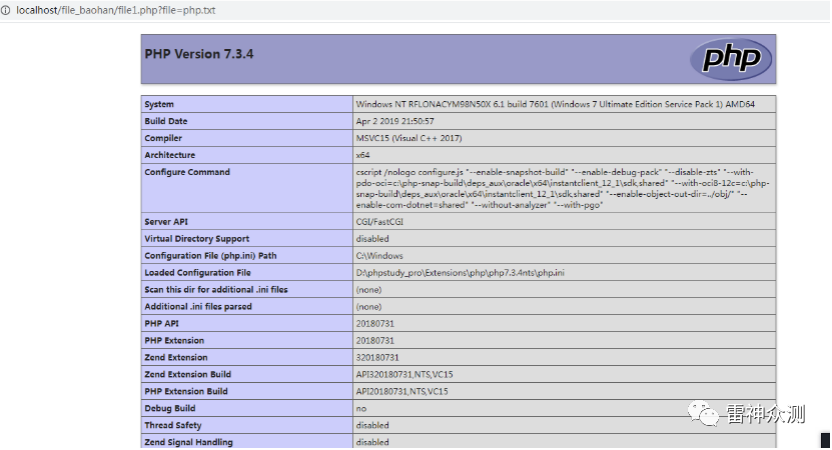 localhost/file_baohan/file1.php?file=php.txt
PHP Version 7.3.4
php
System Windows NT RFLONACYM98N50X 6.1 build 7601 (Windows 7 Ultimate Edition Service Pack 1) AMD64
Build Date Apr 2 2019 21:50:57
Compiler MSVC15 (Visual C++ 2017)
Architecture x64
Configure Command cscript /nologo configure.js "--enable-snapshot-build" "--enable-debug-pack" "--disable-zts" "--with-
pdo-oci=c:\php-snap-build\deps_aux\oracle\x64\instantclient_12_1\sdk,shared" "--with-oci8-12c=c:\php-
snap-build\deps_aux\oracle\x64\instantclient_12_1\sdk,shared" "--enable-object-out-dir=../obj/" "--
enable-com-dotnet=shared" "--without-analyzer" "--with-pgo"
Server API CGI/FastCGI
Virtual Directory Support disabled
Configuration File (php.ini) Path C:\Windows
Loaded Configuration File D:\phpstudy_pro\Extensions\php\php7.3.4nts\php.ini
Scan this dir for additional .ini files (none)
Additional .ini files parsed (none)
PHP API 20180731
PHP Extension 20180731
Zend Extension 320180731
Zend Extension Build API320180731,NTS,VC15
PHP Extension Build API20180731,NTS,VC15
Debug Build no
Thread Safety disabled
Zend Signal Handling disabled
雷神众测